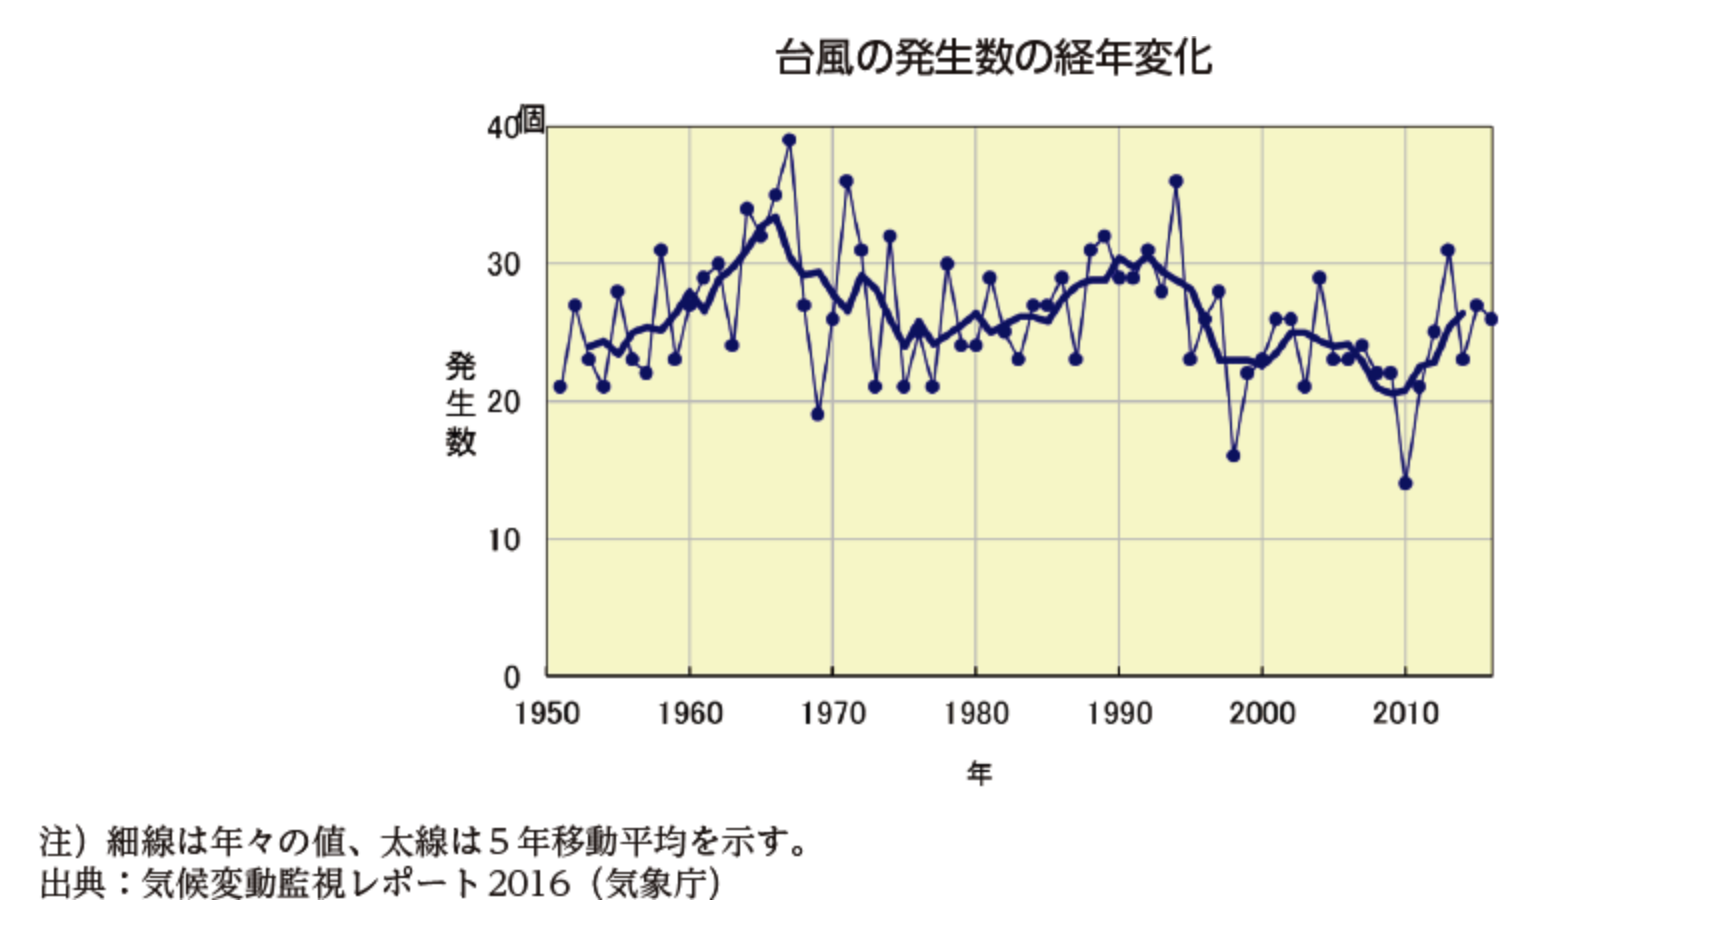 台風の発生数の経年変化
個
40
30
20
10
0
発生数
1950 1960 1970 1980 1990 2000 2010
年
注）細線は年々の値、太線は５年移動平均を示す。
出典：気候変動監視レポート2016（気象庁）